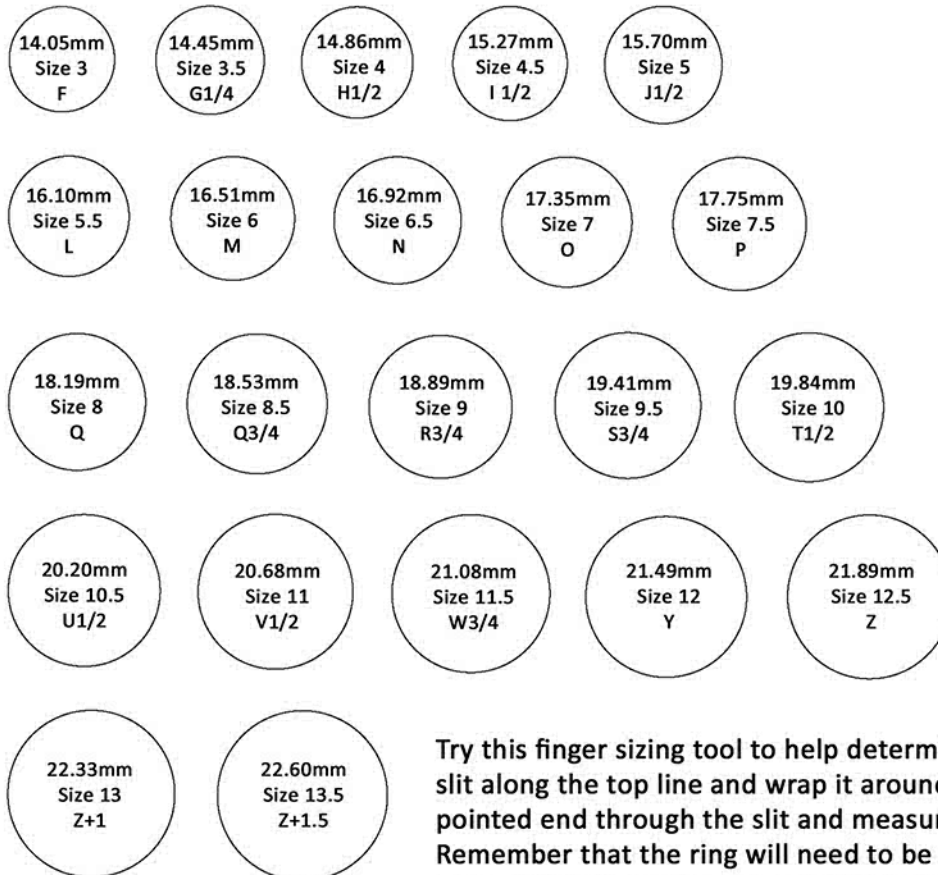 14.05mm
Size 3
F
14.45mm
Size 3.5
G1/4
14.86mm
Size 4
H1/2
15.27mm
Size 4.5
I 1/2
15.70mm
Size 5
J1/2
16.10mm
Size 5.5
L
16.51mm
Size 6
M
16.92mm
Size 6.5
N
17.35mm
Size 7
O
17.75mm
Size 7.5
P
18.19mm
Size 8
Q
18.53mm
Size 8.5
Q3/4
18.89mm
Size 9
R3/4
19.41mm
Size 9.5
S3/4
19.84mm
Size 10
T1/2
20.20mm
Size 10.5
U1/2
20.68mm
Size 11
V1/2
21.08mm
Size 11.5
W3/4
21.49mm
Size 12
Y
21.89mm
Size 12.5
Z
22.33mm
Size 13
Z+1
22.60mm
Size 13.5
Z+1.5
Try this finger sizing tool to help determ
slit along the top line and wrap it around
pointed end through the slit and measur
Remember that the ring will need to be